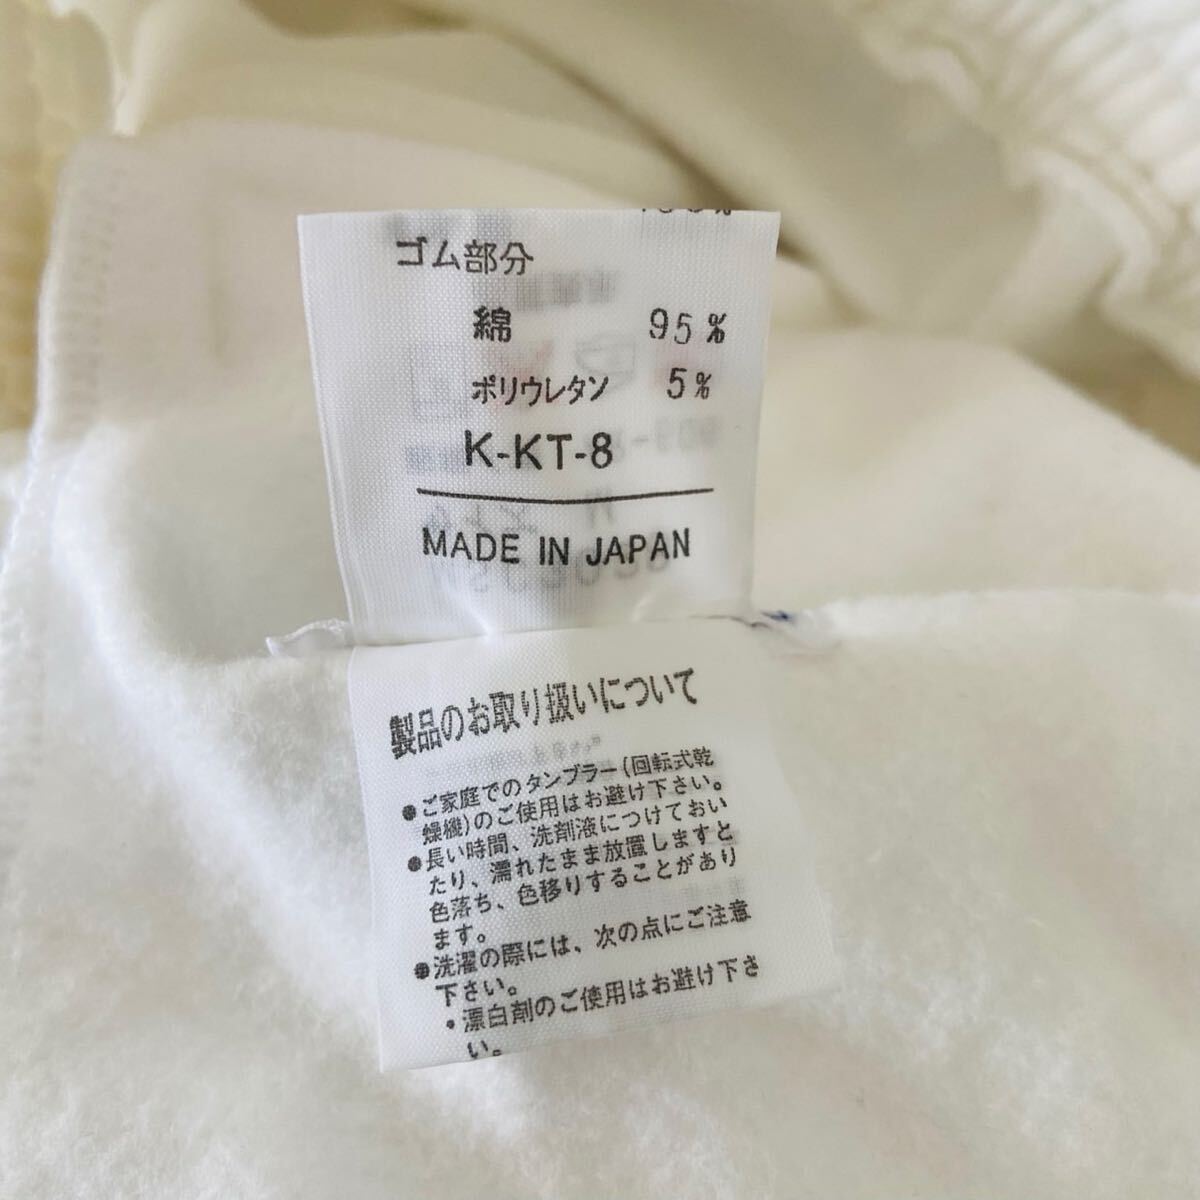 ゴム部分
綿 95%
ポリウレタン 5%
K-KT-8
MADE IN JAPAN
製品のお取り扱いについて
●ご家庭でのタンブラー(回転式乾
燥機)のご使用はお避け下さい。
●長い時間、洗剤液につけておい
たり、濡れたまま放置しますと
色落ち、色移りすることがあり
ます。
●洗濯の際には、次の点にご注意
下さい。
・漂白剤のご使用はお避け下さ
い。